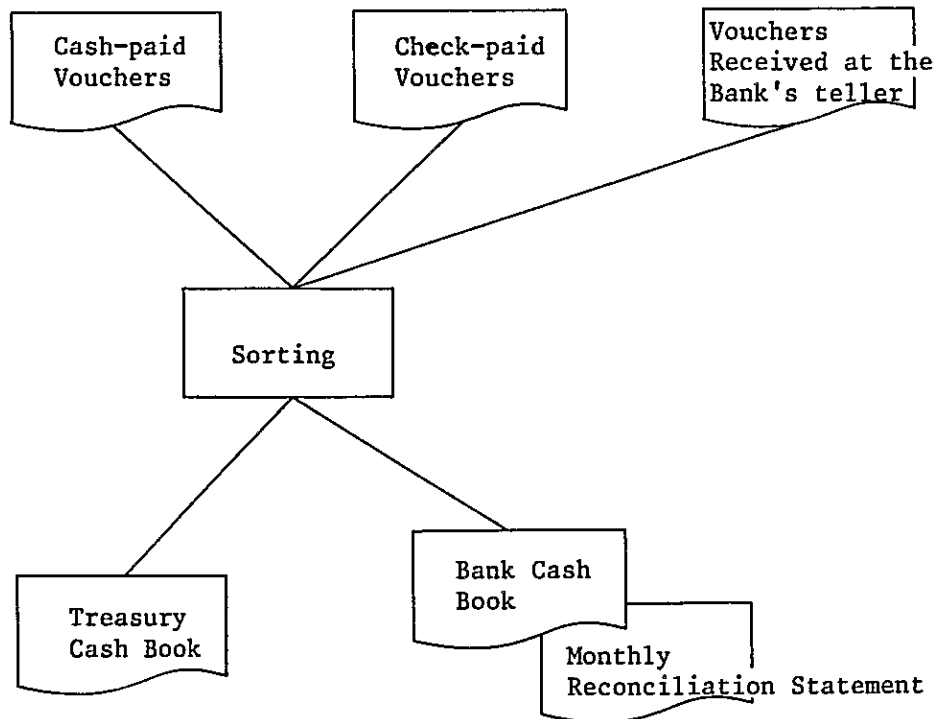 Cash-paid
Vouchers
Check-paid
Vouchers
Vouchers
Received at the
Bank's teller
Sorting
Treasury
Cash Book
Bank Cash
Book
Monthly
Reconciliation Statement